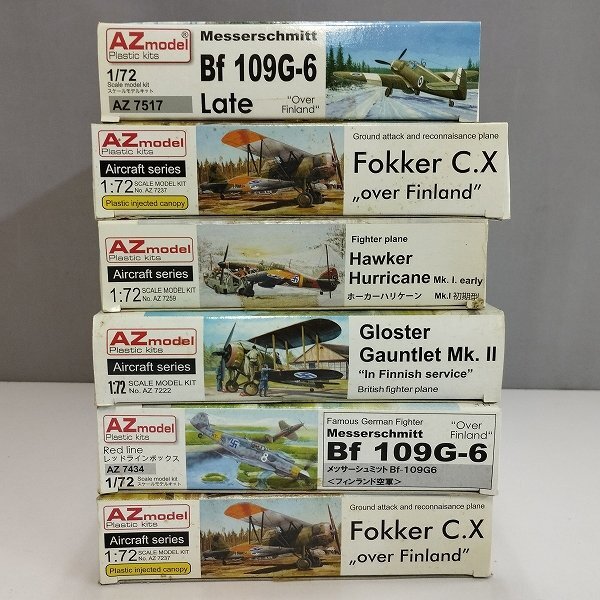 AZmodel
Plastic kits
1/72
Scale model kit
スケールモデルキット
AZ 7517
Messerschmitt
Bf 109G-6
Late
"Over
Finland"
AZmodel
Plastic kits
Aircraft series
1:72 SCALE MODEL KIT
No. AZ 7237
Plastic injected canopy
Ground attack and reconnaisance plane
Fokker C.X
„over Finland"
AZmodel
Plastic kits
Aircraft series
1:72 SCALE MODEL KIT
No. AZ 7259
Fighter plane
Hawker
Hurricane Mk. I. early
ホーカーハリケーン Mk.I 初期型
AZmodel
Plastic kits
Aircraft series
1:72 SCALE MODEL KIT
No. AZ 7222
Gloster
Gauntlet Mk. II
"In Finnish service"
British fighter plane
AZmodel
Plastic kits
Red line
レッドラインボックス
AZ 7434
1/72 Scale model kit
スケールモデルキット
Famous German Fighter
Messerschmitt
"Over
Finland"
Bf 109G-6
メッサーシュミット Bf-109G6
<フィンランド空軍>
AZmodel
Plastic kits
Aircraft series
1:72 SCALE MODEL KIT
No. AZ 7237
Plastic injected canopy
Ground attack and reconnaisance plane
Fokker C.X
„over Finland"